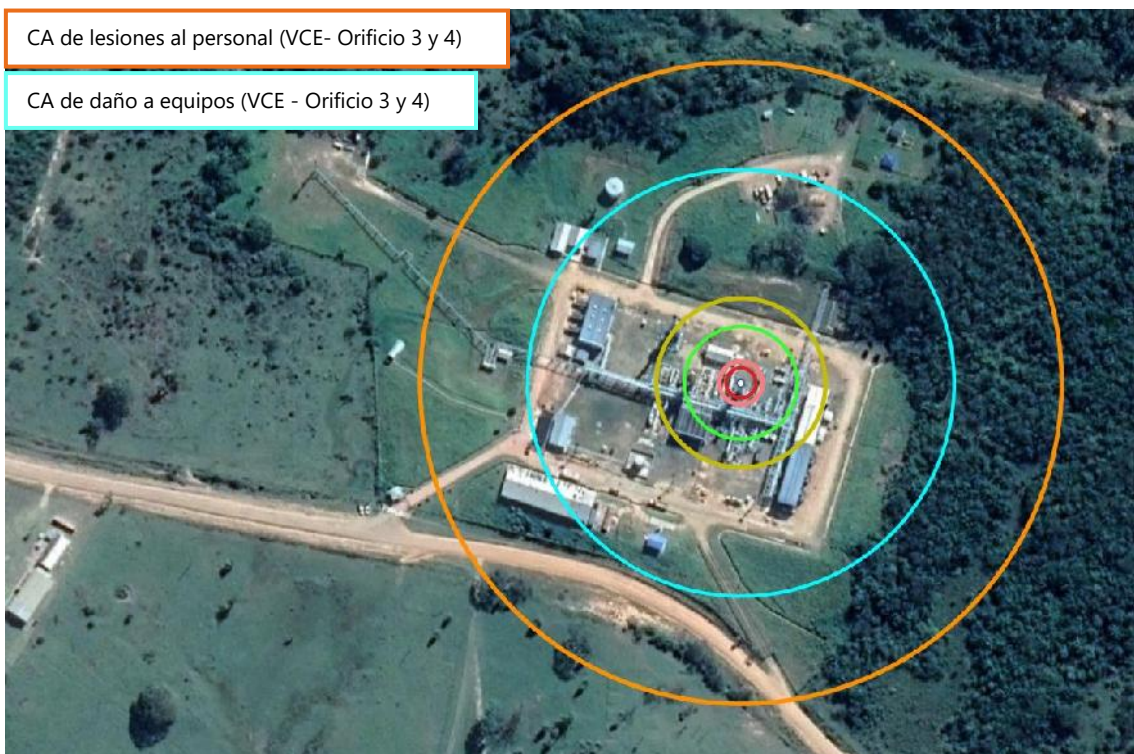 CA de lesiones al personal (VCE- Orificio 3 y 4)
CA de daño a equipos (VCE - Orificio 3 y 4)